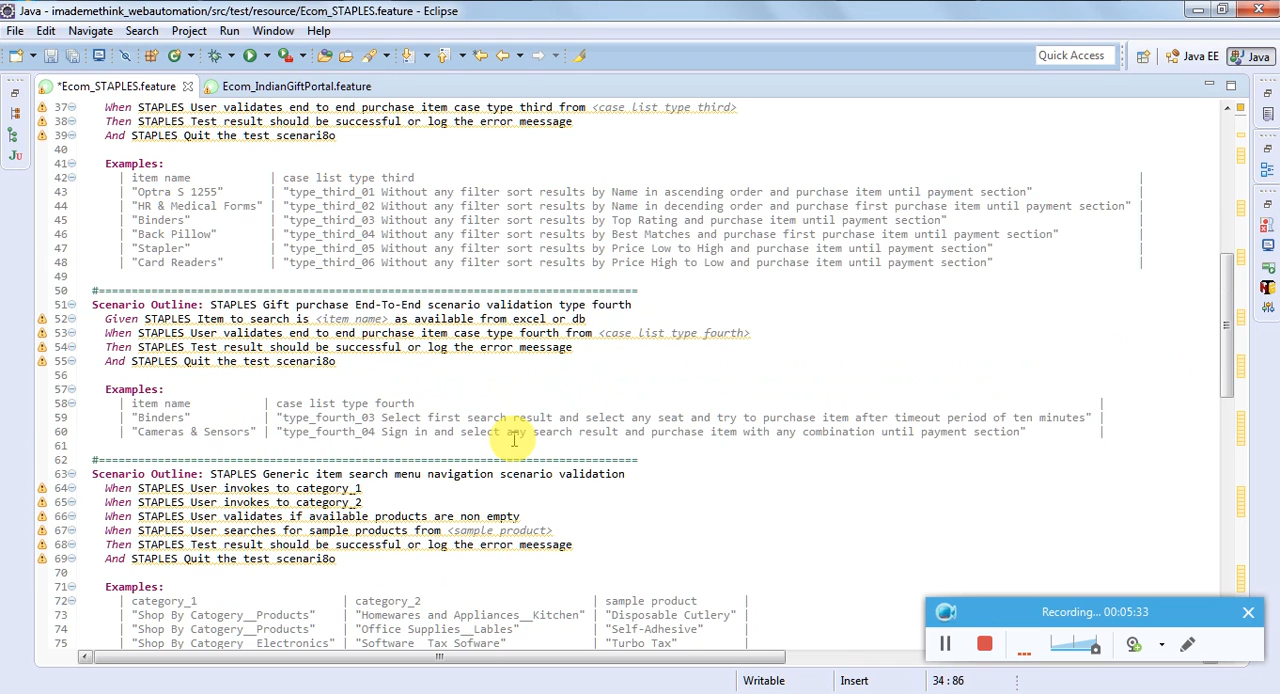 Java - imademethink_webautomation/src/test/resource/Ecom_STAPLES.feature - Eclipse
File Edit Navigate Search Project Run Window Help
Quick Access Java EE Java
*Ecom_STAPLES.feature Ecom_IndianGiftPortal.feature
37 When STAPLES User validates end to end purchase item case type third from <case list type third>
38 Then STAPLES Test result should be successful or log the error meessage
39 And STAPLES Quit the test scenari8o
40
41 Examples:
42 | item name | case list type third |
43 | "Optra S 1255" | "type_third_01 Without any filter sort results by Name in ascending order and purchase item until payment section" |
44 | "HR & Medical Forms" | "type_third_02 Without any filter sort results by Name in decending order and purchase first purchase item until payment section" |
45 | "Binders" | "type_third_03 Without any filter sort results by Top Rating and purchase item until payment section" |
46 | "Back Pillow" | "type_third_04 Without any filter sort results by Best Matches and purchase first purchase item until payment section" |
47 | "Stapler" | "type_third_05 Without any filter sort results by Price Low to High and purchase item until payment section" |
48 | "Card Readers" | "type_third_06 Without any filter sort results by Price High to Low and purchase item until payment section" |
49
50 #==================================================================================
51 Scenario Outline: STAPLES Gift purchase End-To-End scenario validation type fourth
52 Given STAPLES Item to search is <item name> as available from excel or db
53 When STAPLES User validates end to end purchase item case type fourth from <case list type fourth>
54 Then STAPLES Test result should be successful or log the error meessage
55 And STAPLES Quit the test scenari8o
56
57 Examples:
58 | item name | case list type fourth |
59 | "Binders" | "type_fourth_03 Select first search result and select any seat and try to purchase item after timeout period of ten minutes" |
60 | "Cameras & Sensors" | "type_fourth_04 Sign in and select any search result and purchase item with any combination until payment section" |
61
62 #==================================================================================
63 Scenario Outline: STAPLES Generic item search menu navigation scenario validation
64 When STAPLES User invokes to category_1
65 When STAPLES User invokes to category_2
66 When STAPLES User validates if available products are non empty
67 When STAPLES User searches for sample products from <sample product>
68 Then STAPLES Test result should be successful or log the error meessage
69 And STAPLES Quit the test scenari8o
70
71 Examples:
72 | category_1 | category_2 | sample product |
73 | "Shop By Catogery__Products" | "Homewares and Appliances__Kitchen" | "Disposable Cutlery" |
74 | "Shop By Catogery__Products" | "Office Supplies__Lables" | "Self-Adhesive" |
75 | "Shop By Catogery__Electronics" | "Software__Tax Sofware" | "Turbo Tax" |
Recording... 00:05:33
Writable Insert 34 : 86